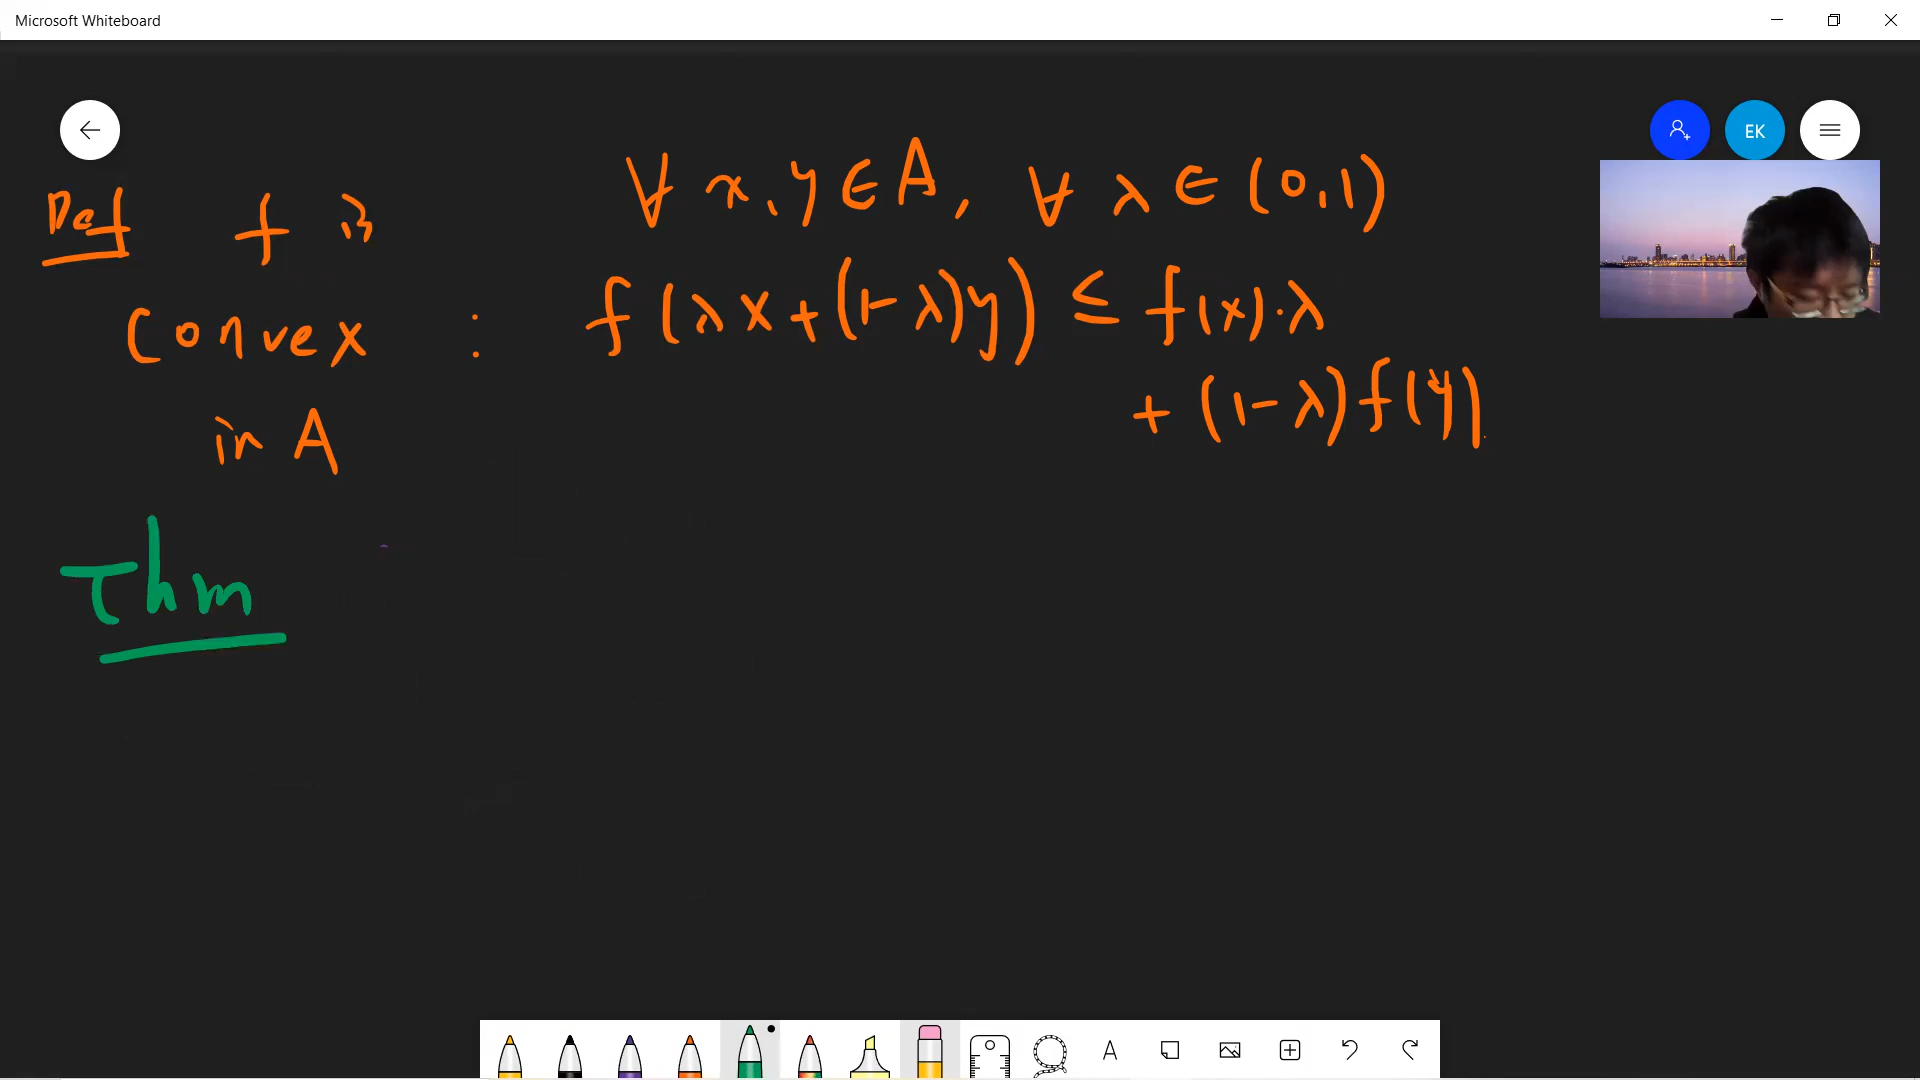 Microsoft Whiteboard
EK
Def f is
convex :
in A
∀ x, y ∈ A, ∀ λ ∈ (0,1)
f(λx+(1-λ)y) ≤ f(x)·λ
+ (1-λ)f(y)
Thm
A